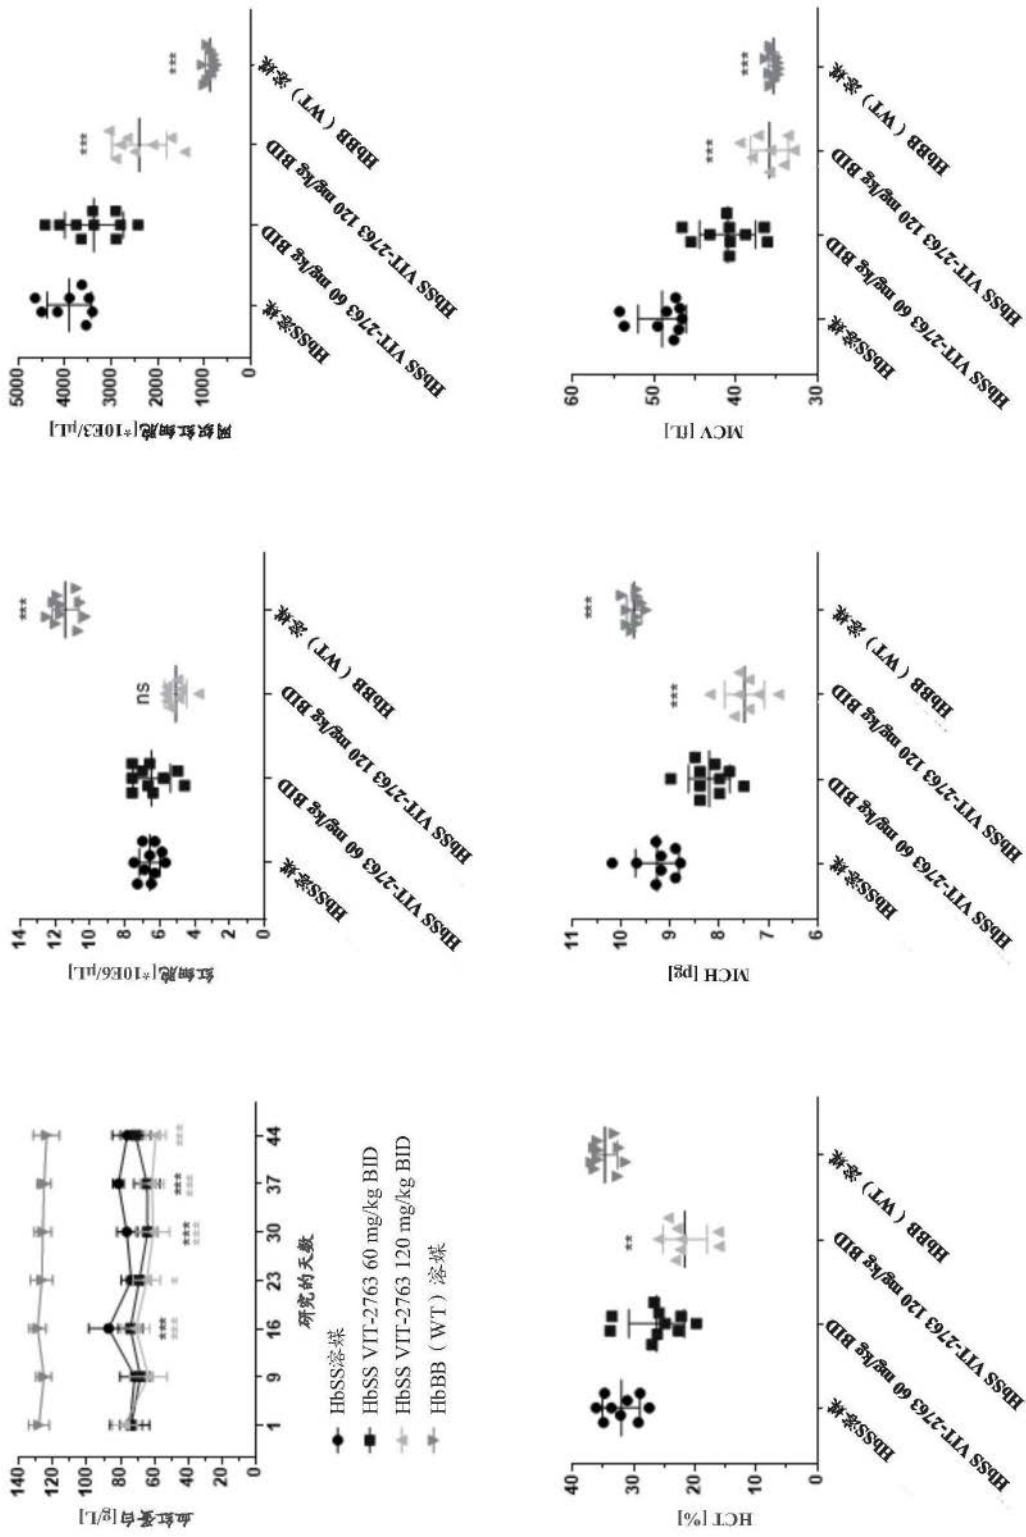 血红蛋白[g/L]
140
120
100
80
60
40
20
0
***
***
***
***
***
*
***
***
***
1 9 16 23 30 37 44
研究的天数
HbSS溶媒
HbSS VIT-2763 60 mg/kg BID
HbSS VIT-2763 120 mg/kg BID
HbBB（WT）溶媒
红细胞[*10E6/µL]
14
12
10
8
6
4
2
0
ns
***
HbSS溶媒
HbSS VIT-2763 60 mg/kg BID
HbSS VIT-2763 120 mg/kg BID
HbBB（WT）溶媒
网织红细胞[*10E3/µL]
5000
4000
3000
2000
1000
0
***
***
HbSS溶媒
HbSS VIT-2763 60 mg/kg BID
HbSS VIT-2763 120 mg/kg BID
HbBB（WT）溶媒
HCT [%]
40
30
20
10
0
**
HbSS溶媒
HbSS VIT-2763 60 mg/kg BID
HbSS VIT-2763 120 mg/kg BID
HbBB（WT）溶媒
MCH [pg]
11
10
9
8
7
6
***
***
HbSS溶媒
HbSS VIT-2763 60 mg/kg BID
HbSS VIT-2763 120 mg/kg BID
HbBB（WT）溶媒
MCV [fL]
60
50
40
30
***
***
HbSS溶媒
HbSS VIT-2763 60 mg/kg BID
HbSS VIT-2763 120 mg/kg BID
HbBB（WT）溶媒